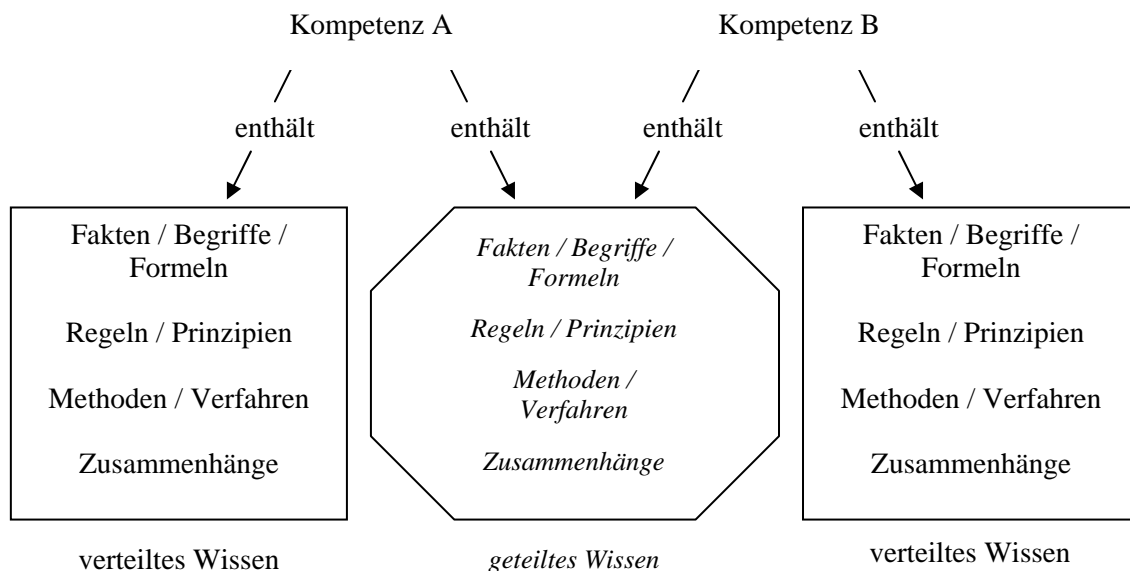 Kompetenz A
Kompetenz B
enthält
enthält
enthält
enthält
Fakten / Begriffe /
Formeln
Regeln / Prinzipien
Methoden / Verfahren
Zusammenhänge
verteiltes Wissen
Fakten / Begriffe /
Formeln
Regeln / Prinzipien
Methoden /
Verfahren
Zusammenhänge
geteiltes Wissen
Fakten / Begriffe /
Formeln
Regeln / Prinzipien
Methoden / Verfahren
Zusammenhänge
verteiltes Wissen